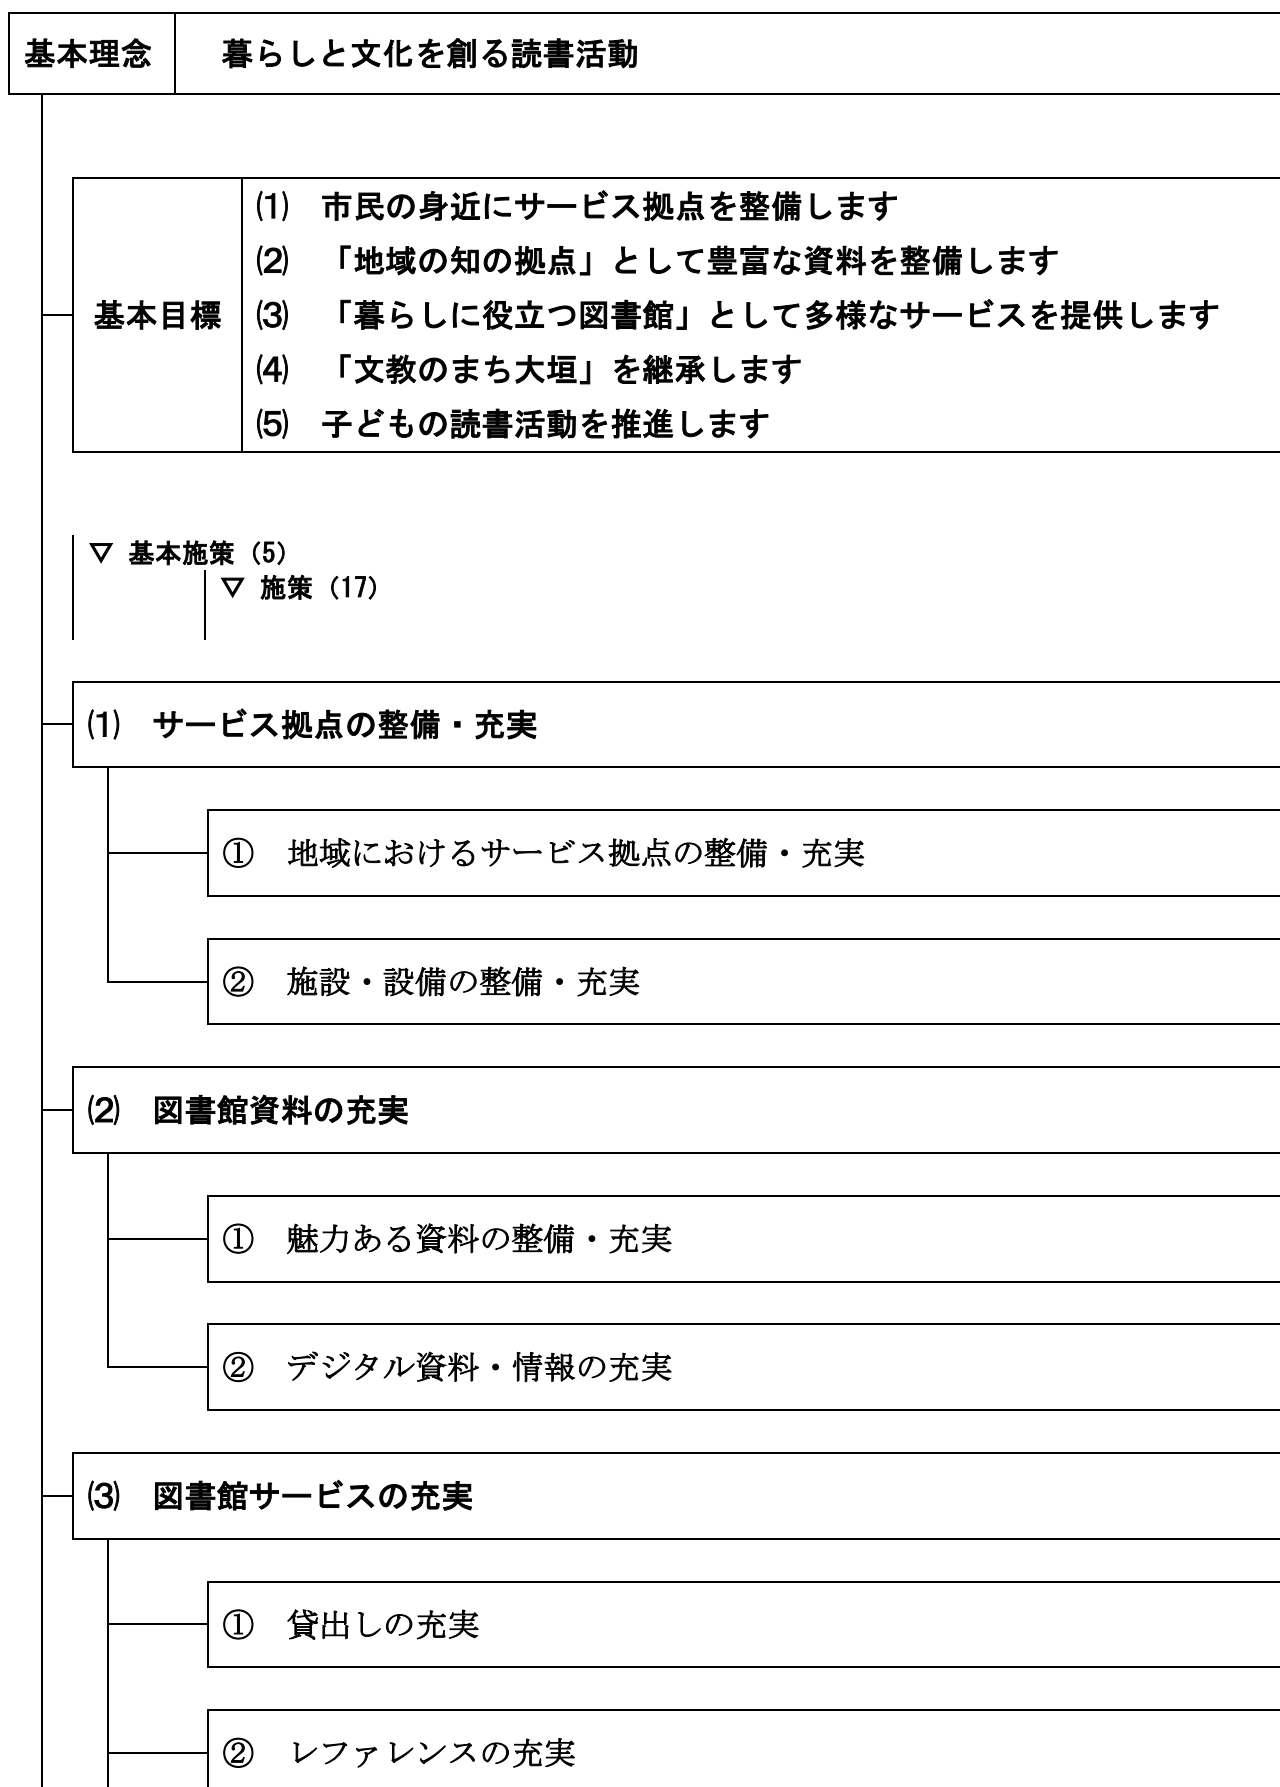 基本理念　暮らしと文化を創る読書活動
⑴　市民の身近にサービス拠点を整備します
⑵　「地域の知の拠点」として豊富な資料を整備します
基本目標　⑶　「暮らしに役立つ図書館」として多様なサービスを提供します
⑷　「文教のまち大垣」を継承します
⑸　子どもの読書活動を推進します
▽ 基本施策（5）
▽ 施策（17）
⑴　サービス拠点の整備・充実
①　地域におけるサービス拠点の整備・充実
②　施設・設備の整備・充実
⑵　図書館資料の充実
①　魅力ある資料の整備・充実
②　デジタル資料・情報の充実
⑶　図書館サービスの充実
①　貸出しの充実
②　レファレンスの充実